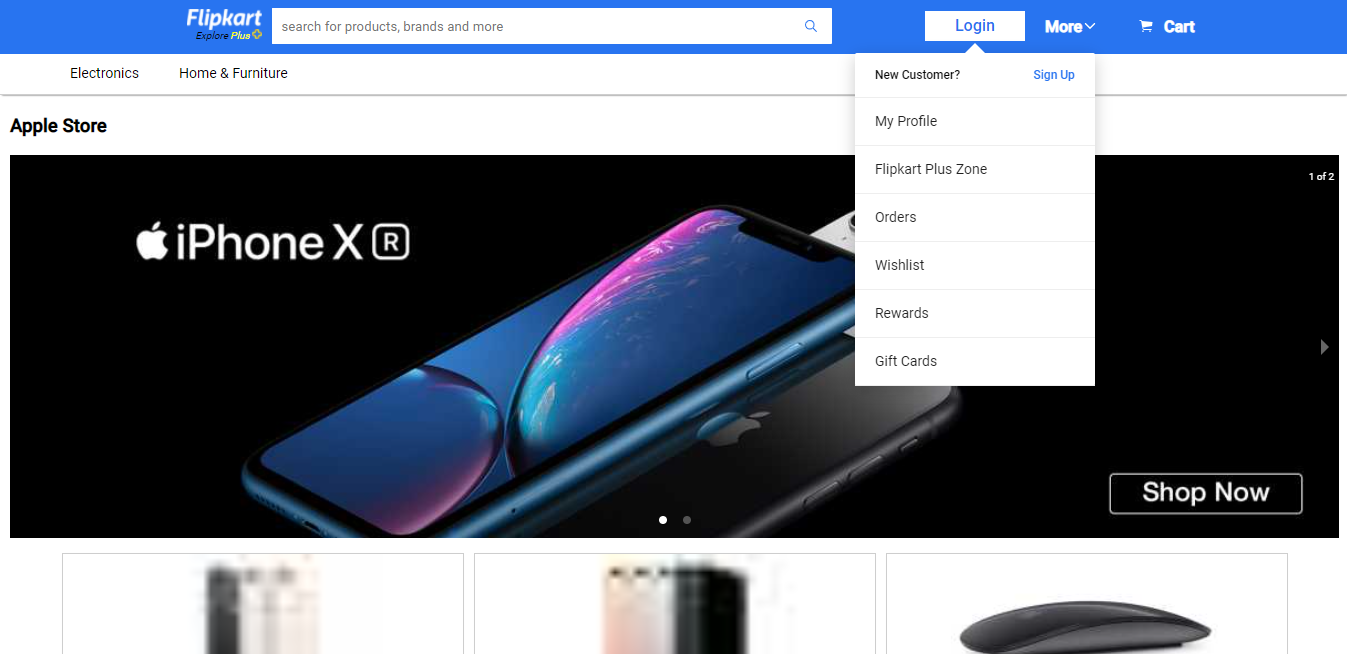 Flipkart
Explore Plus
search for products, brands and more
Login
More
Cart
Electronics
Home & Furniture
New Customer?
Sign Up
My Profile
Flipkart Plus Zone
Orders
Wishlist
Rewards
Gift Cards
Apple Store
1 of 2
iPhone XR
Shop Now